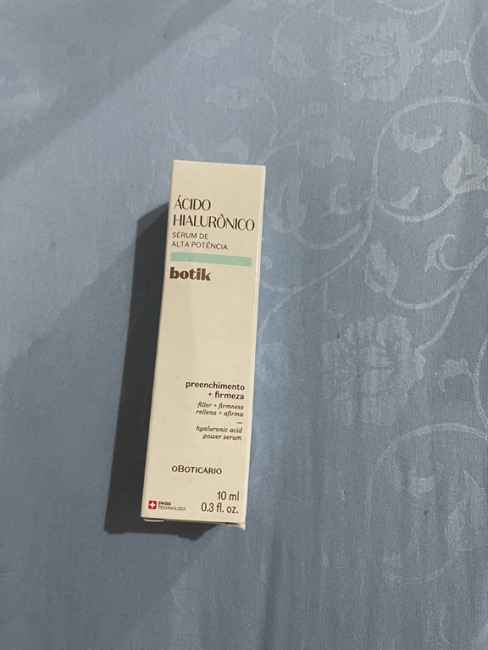 ÁCIDO
HIALURÔNICO
SÉRUM DE
ALTA POTÊNCIA
botik
preenchimento
+ firmeza
filler + firmness
rellena + afirma
hyaluronic acid
power serum
OBOTICÁRIO
10 ml
0.3 fl. oz.
swiss
TECHNOLOGY